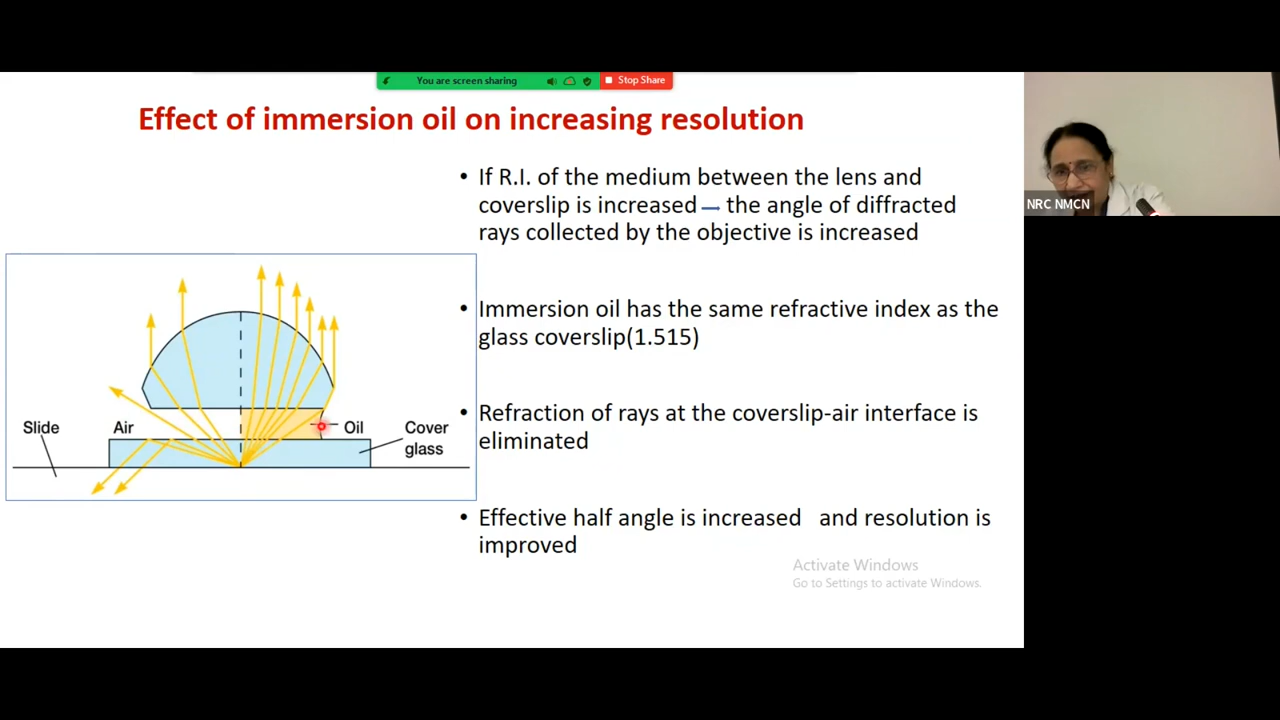 You are screen sharing
Stop Share
Effect of immersion oil on increasing resolution
• If R.I. of the medium between the lens and
coverslip is increased → the angle of diffracted
rays collected by the objective is increased
• Immersion oil has the same refractive index as the
glass coverslip(1.515)
• Refraction of rays at the coverslip-air interface is
eliminated
• Effective half angle is increased and resolution is
improved
Slide
Air
Oil
Cover
glass
NRC NMCN
Activate Windows
Go to Settings to activate Windows.